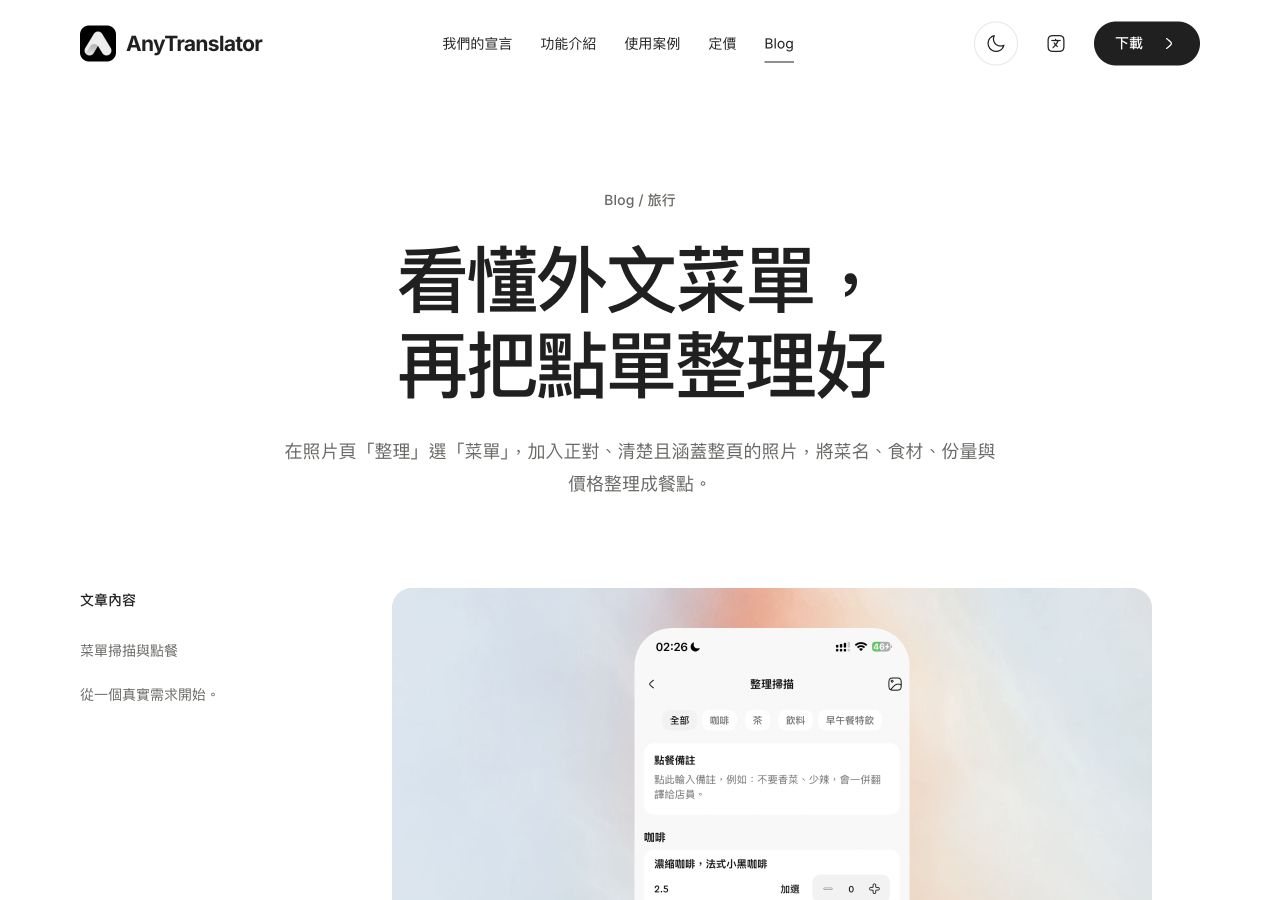 AnyTranslator
我們的宣言
功能介紹
使用案例
定價
Blog
下載
Blog / 旅行
看懂外文菜單，
再把點單整理好
在照片頁「整理」選「菜單」，加入正對、清楚且涵蓋整頁的照片，將菜名、食材、份量與
價格整理成餐點。
文章內容
菜單掃描與點餐
從一個真實需求開始。
02:26
46
整理掃描
全部
咖啡
茶
飲料
早午餐特飲
點餐備註
點此輸入備註，例如：不要香菜、少辣，會一併翻
譯給店員。
咖啡
濃縮咖啡，法式小黑咖啡
2.5
加選
0